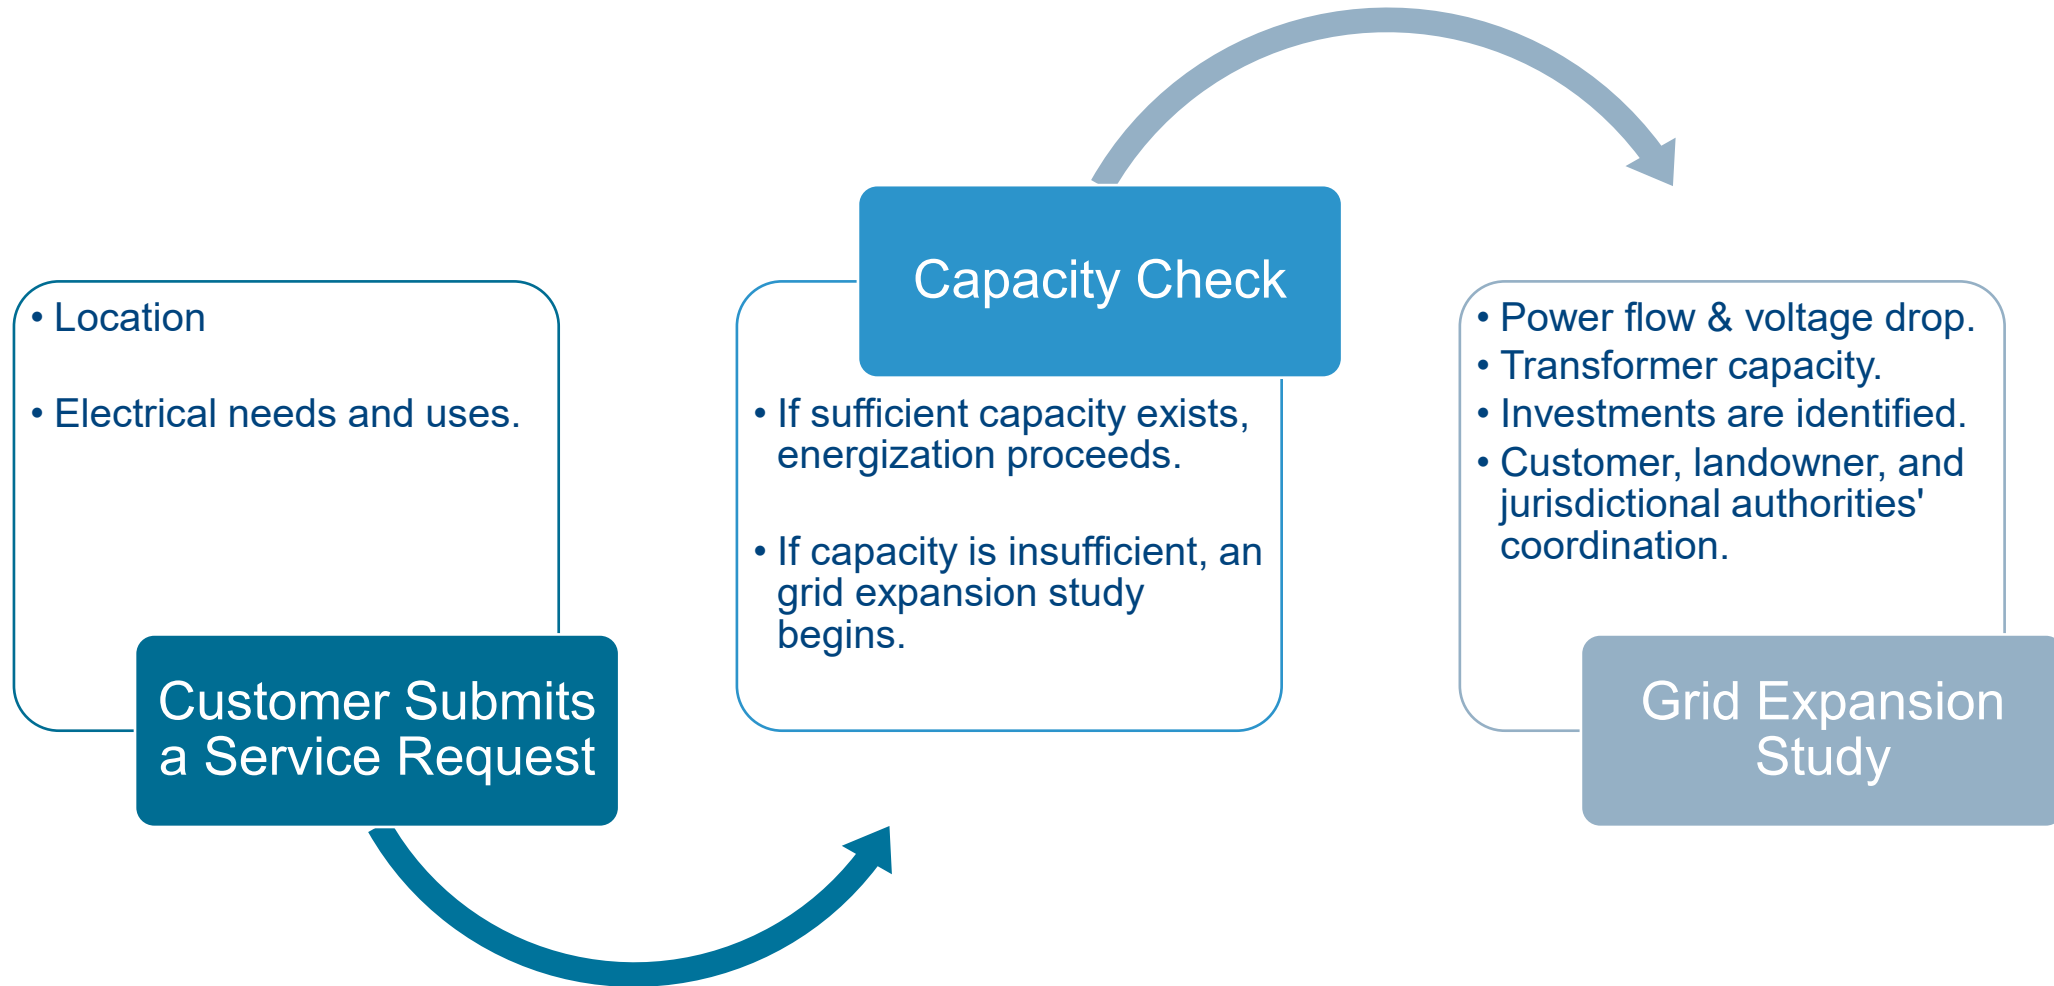 • Location
• Electrical needs and uses.
Customer Submits
a Service Request
Capacity Check
• If sufficient capacity exists,
energization proceeds.
• If capacity is insufficient, an
grid expansion study
begins.
• Power flow & voltage drop.
• Transformer capacity.
• Investments are identified.
• Customer, landowner, and
jurisdictional authorities'
coordination.
Grid Expansion
Study